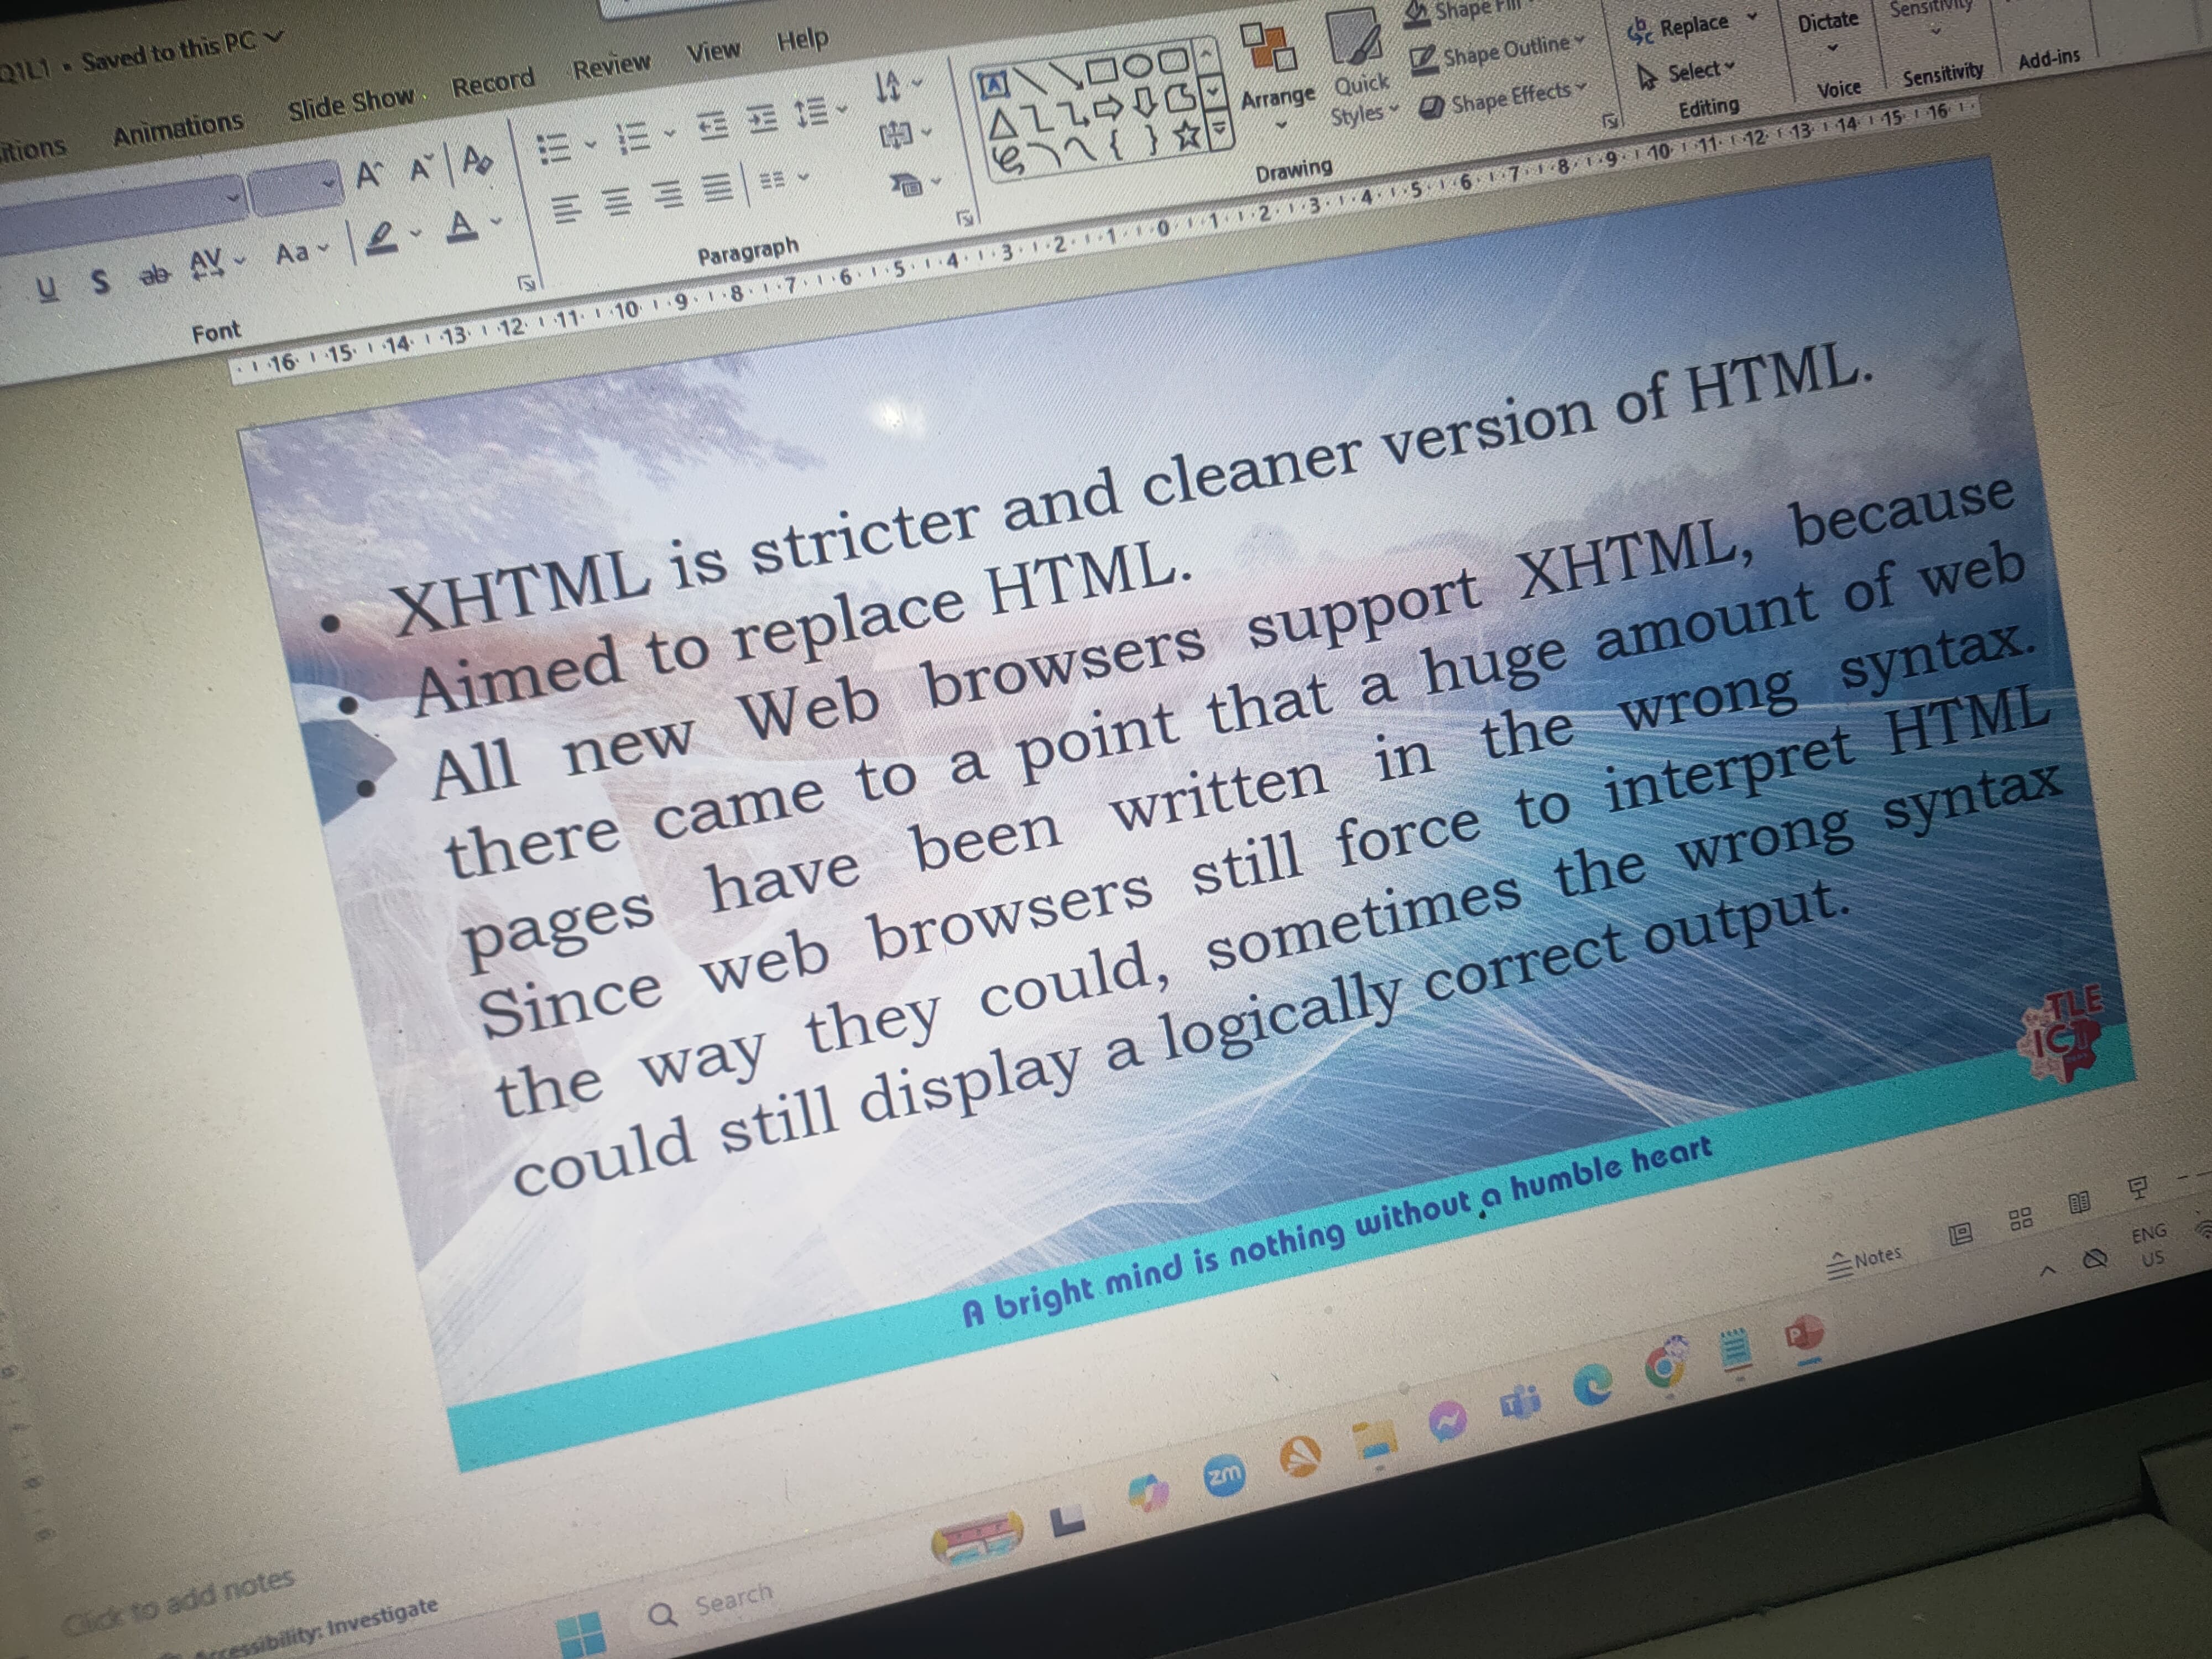 Q1L1 • Saved to this PC
Animations Slide Show Record Review View Help
Font
Paragraph
Drawing
Arrange
Quick Styles
Shape Fill
Shape Outline
Shape Effects
Replace
Select
Editing
Dictate
Voice
Sensitivity
Sensitivity
Add-ins
16 15 14 13 12 11 10 9 8 7 6 5 4 3 2 1 0 1 2 3 4 5 6 7 8 9 10 11 12 13 14 15 16
• XHTML is stricter and cleaner version of HTML.
• Aimed to replace HTML.
• All new Web browsers support XHTML, because
there came to a point that a huge amount of web
pages have been written in the wrong syntax.
Since web browsers still force to interpret HTML
the way they could, sometimes the wrong syntax
could still display a logically correct output.
TLE
ICT
A bright mind is nothing without a humble heart
Click to add notes
Accessibility: Investigate
Notes
Search
zm
ENG
US